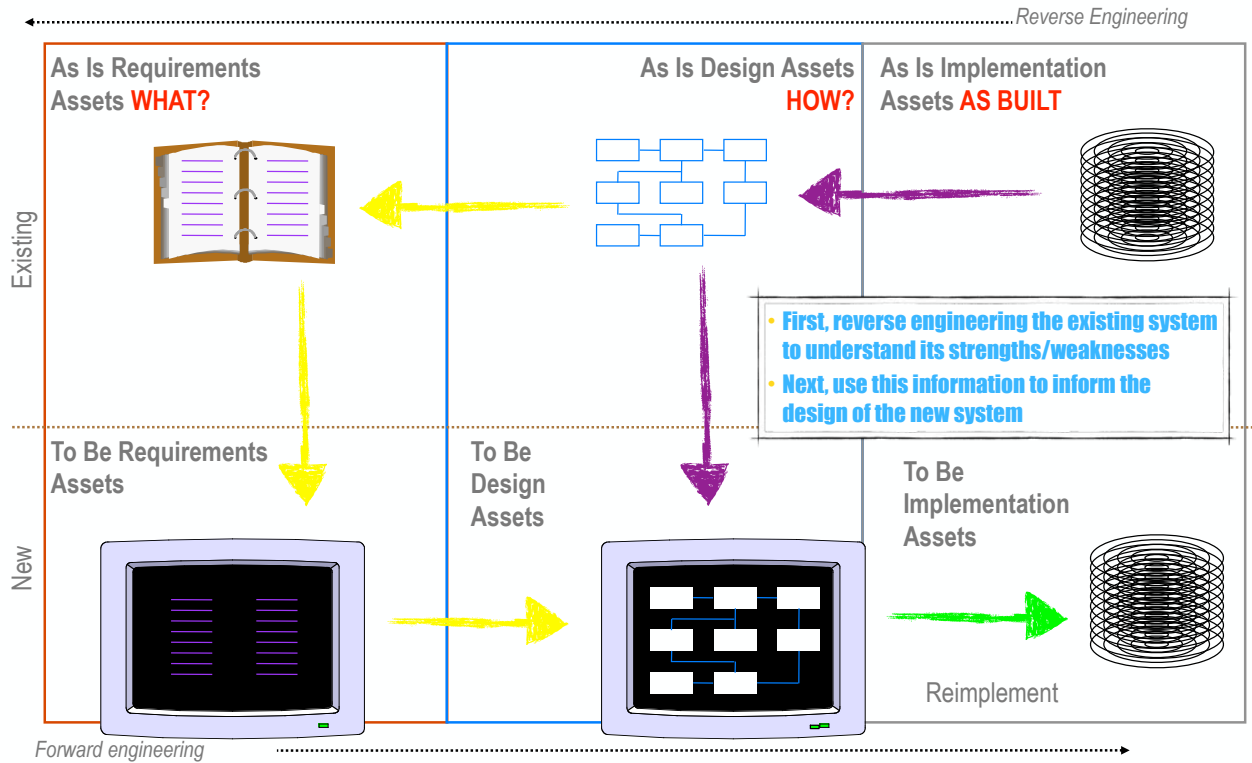 Reverse Engineering
As Is Requirements
Assets WHAT?
As Is Design Assets
HOW?
As Is Implementation
Assets AS BUILT
Existing
• First, reverse engineering the existing system
to understand its strengths/weaknesses
• Next, use this information to inform the
design of the new system
To Be Requirements
Assets
To Be
Design
Assets
To Be
Implementation
Assets
New
Reimplement
Forward engineering